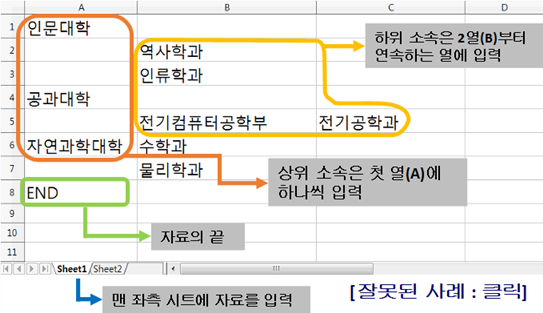 A B C D
1 인문대학
2 역사학과
3 인류학과
4 공과대학
5 전기컴퓨터공학부 전기공학과
6 자연과학대학 수학과
7 물리학과
8 END
9
10
11
하위 소속은 2열(B)부터
연속하는 열에 입력
상위 소속은 첫 열(A)에
하나씩 입력
자료의 끝
Sheet1 Sheet2
맨 좌측 시트에 자료를 입력
[잘못된 사례 : 클릭]